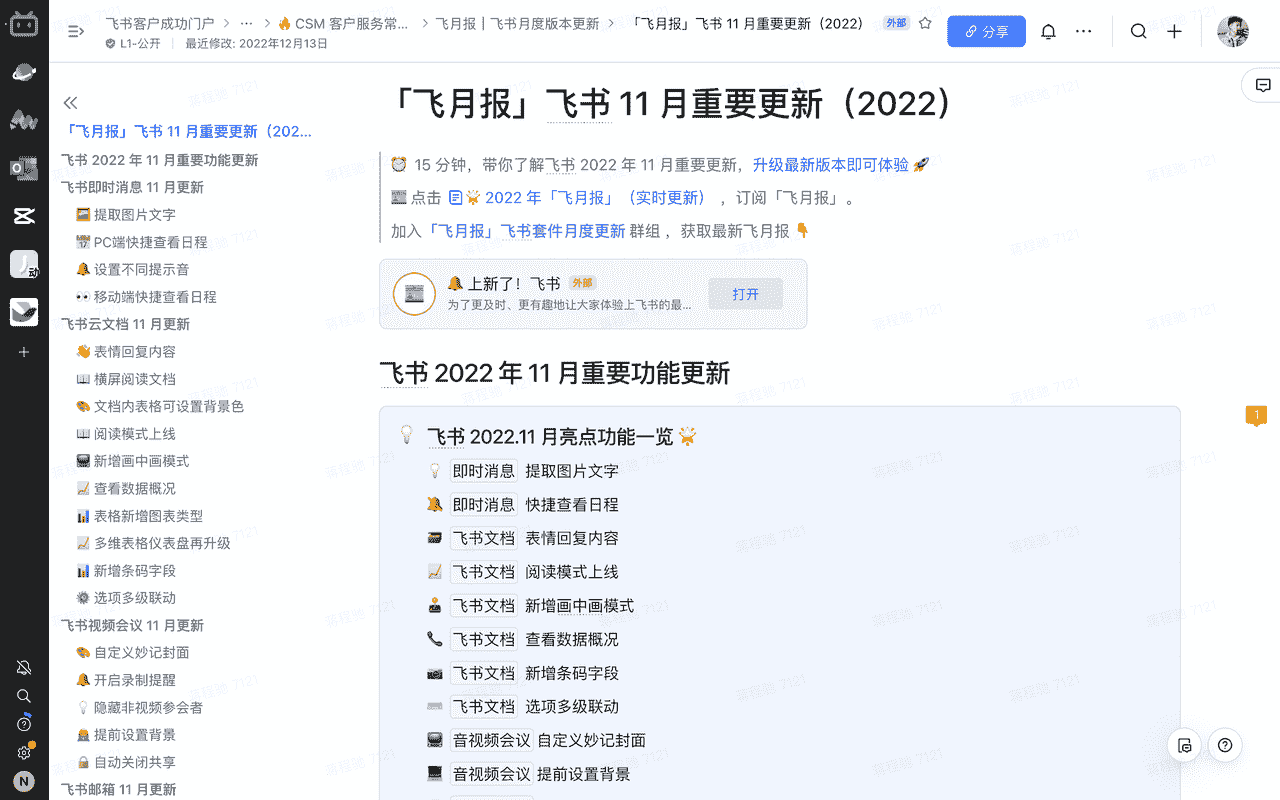 飞书客户成功门户 › ··· › 🔥 CSM 客户服务常... › 飞月报｜飞书月度版本更新 › 「飞月报」飞书 11 月重要更新（2022） 外部
L1-公开 ｜ 最近修改: 2022年12月13日
分享
「飞月报」飞书 11 月重要更新（202...
飞书 2022 年 11 月重要功能更新
飞书即时消息 11 月更新
提取图片文字
PC端快捷查看日程
设置不同提示音
移动端快捷查看日程
飞书云文档 11 月更新
表情回复内容
横屏阅读文档
文档内表格可设置背景色
阅读模式上线
新增画中画模式
查看数据概况
表格新增图表类型
多维表格仪表盘再升级
新增条码字段
选项多级联动
飞书视频会议 11 月更新
自定义妙记封面
开启录制提醒
隐藏非视频参会者
提前设置背景
自动关闭共享
飞书邮箱 11 月更新
「飞月报」飞书 11 月重要更新（2022）
15 分钟，带你了解飞书 2022 年 11 月重要更新，升级最新版本即可体验 🚀
点击 2022 年「飞月报」（实时更新），订阅「飞月报」。
加入「飞月报」飞书套件月度更新 群组，获取最新飞月报 👇
上新了！飞书 外部
为了更及时、更有趣地让大家体验上飞书的最...
打开
飞书 2022 年 11 月重要功能更新
飞书 2022.11 月亮点功能一览
即时消息 提取图片文字
即时消息 快捷查看日程
飞书文档 表情回复内容
飞书文档 阅读模式上线
飞书文档 新增画中画模式
飞书文档 查看数据概况
飞书文档 新增条码字段
飞书文档 选项多级联动
音视频会议 自定义妙记封面
音视频会议 提前设置背景
1
N
蒋程驰 7121